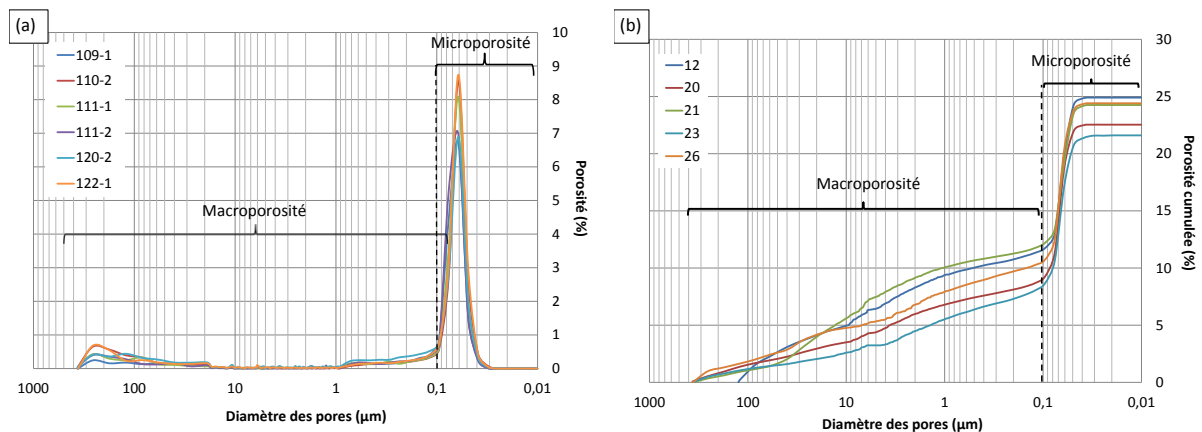 (a)
Microporosité
109-1
110-2
111-1
111-2
120-2
122-1
Macroporosité
10
9
8
7
6
5
4
3
2
1
0
Porosité (%)
1000 100 10 1 0,1 0,01
Diamètre des pores (µm)
(b)
Microporosité
12
20
21
23
26
Macroporosité
30
25
20
15
10
5
0
Porosité cumulée (%)
1000 100 10 1 0,1 0,01
Diamètre des pores (µm)